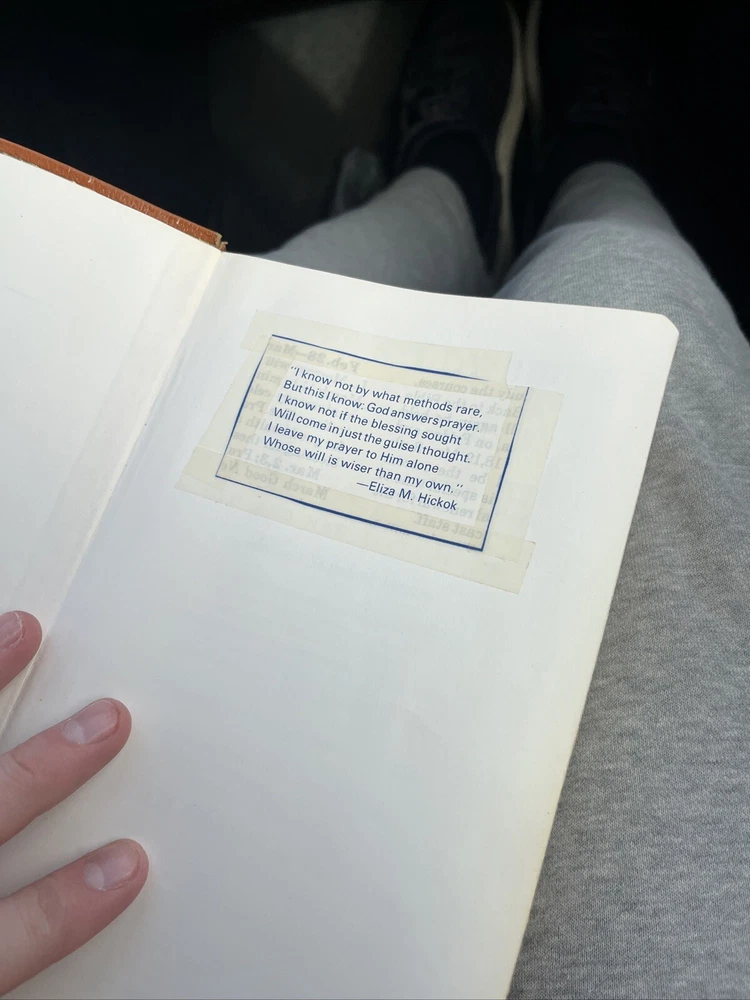 "I know not by what methods rare,
But this I know: God answers prayer.
I know not if the blessing sought
Will come in just the guise I thought.
I leave my prayer to Him alone
Whose will is wiser than my own."
—Eliza M. Hickok